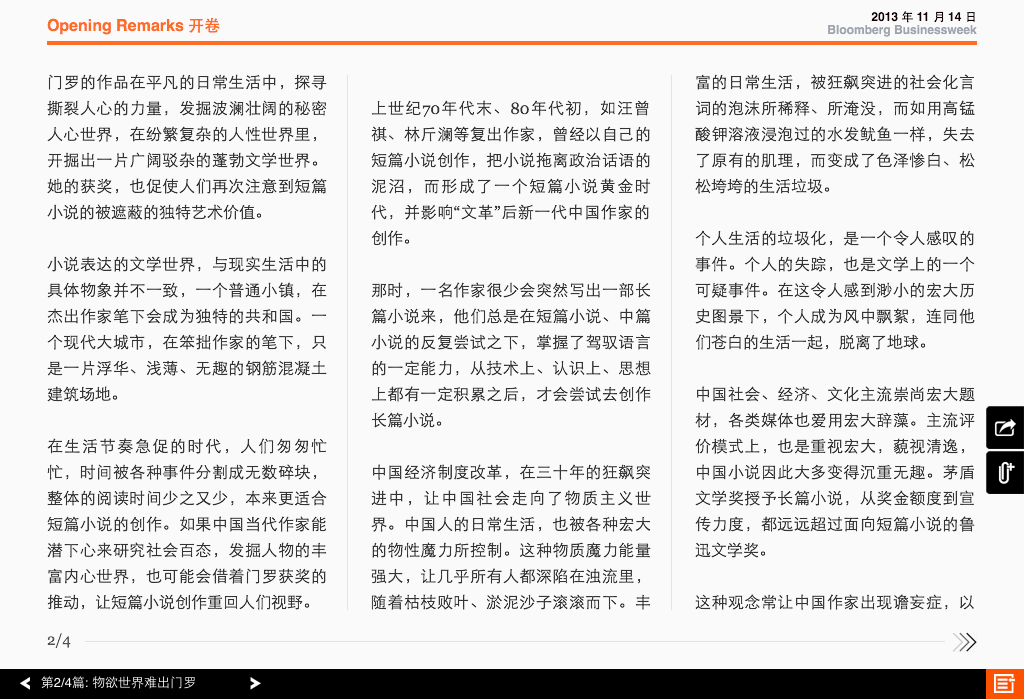 Opening Remarks 开卷
2013 年 11 月 14 日
Bloomberg Businessweek
门罗的作品在平凡的日常生活中，探寻
撕裂人心的力量，发掘波澜壮阔的秘密
人心世界，在纷繁复杂的人性世界里，
开掘出一片广阔驳杂的蓬勃文学世界。
她的获奖，也促使人们再次注意到短篇
小说的被遮蔽的独特艺术价值。
小说表达的文学世界，与现实生活中的
具体物象并不一致，一个普通小镇，在
杰出作家笔下会成为独特的共和国。一
个现代大城市，在笨拙作家的笔下，只
是一片浮华、浅薄、无趣的钢筋混凝土
建筑场地。
在生活节奏急促的时代，人们匆匆忙
忙，时间被各种事件分割成无数碎块，
整体的阅读时间少之又少，本来更适合
短篇小说的创作。如果中国当代作家能
潜下心来研究社会百态，发掘人物的丰
富内心世界，也可能会借着门罗获奖的
推动，让短篇小说创作重回人们视野。
上世纪70年代末、80年代初，如汪曾
祺、林斤澜等复出作家，曾经以自己的
短篇小说创作，把小说拖离政治话语的
泥沼，而形成了一个短篇小说黄金时
代，并影响“文革”后新一代中国作家的
创作。
那时，一名作家很少会突然写出一部长
篇小说来，他们总是在短篇小说、中篇
小说的反复尝试之下，掌握了驾驭语言
的一定能力，从技术上、认识上、思想
上都有一定积累之后，才会尝试去创作
长篇小说。
中国经济制度改革，在三十年的狂飙突
进中，让中国社会走向了物质主义世
界。中国人的日常生活，也被各种宏大
的物性魔力所控制。这种物质魔力能量
强大，让几乎所有人都深陷在浊流里，
随着枯枝败叶、淤泥沙子滚滚而下。丰
富的日常生活，被狂飙突进的社会化言
词的泡沫所稀释、所淹没，而如用高锰
酸钾溶液浸泡过的水发鱿鱼一样，失去
了原有的肌理，而变成了色泽惨白、松
松垮垮的生活垃圾。
个人生活的垃圾化，是一个令人感叹的
事件。个人的失踪，也是文学上的一个
可疑事件。在这令人感到渺小的宏大历
史图景下，个人成为风中飘絮，连同他
们苍白的生活一起，脱离了地球。
中国社会、经济、文化主流崇尚宏大题
材，各类媒体也爱用宏大辞藻。主流评
价模式上，也是重视宏大，藐视清逸，
中国小说因此大多变得沉重无趣。茅盾
文学奖授予长篇小说，从奖金额度到宣
传力度，都远远超过面向短篇小说的鲁
迅文学奖。
这种观念常让中国作家出现谵妄症，以
2/4
第2/4篇: 物欲世界难出门罗